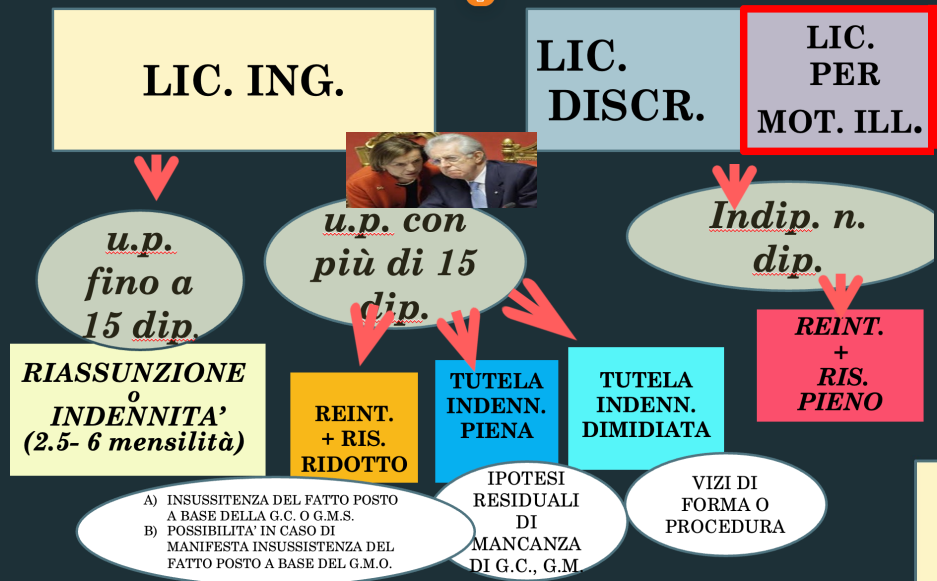 LIC. ING.
LIC.
DISCR.
LIC.
PER
MOT. ILL.
u.p.
fino a
15 dip.
u.p. con
più di 15
dip.
Indip. n.
dip.
RIASSUNZIONE
o
INDENNITA’
(2.5- 6 mensilità)
REINT.
+ RIS.
RIDOTTO
TUTELA
INDENN.
PIENA
TUTELA
INDENN.
DIMIDIATA
REINT.
+
RIS.
PIENO
A) INSUSSITENZA DEL FATTO POSTO
A BASE DELLA G.C. O G.M.S.
B) POSSIBILITA’ IN CASO DI
MANIFESTA INSUSSISTENZA DEL
FATTO POSTO A BASE DEL G.M.O.
IPOTESI
RESIDUALI
DI
MANCANZA
DI G.C., G.M.
VIZI DI
FORMA O
PROCEDURA